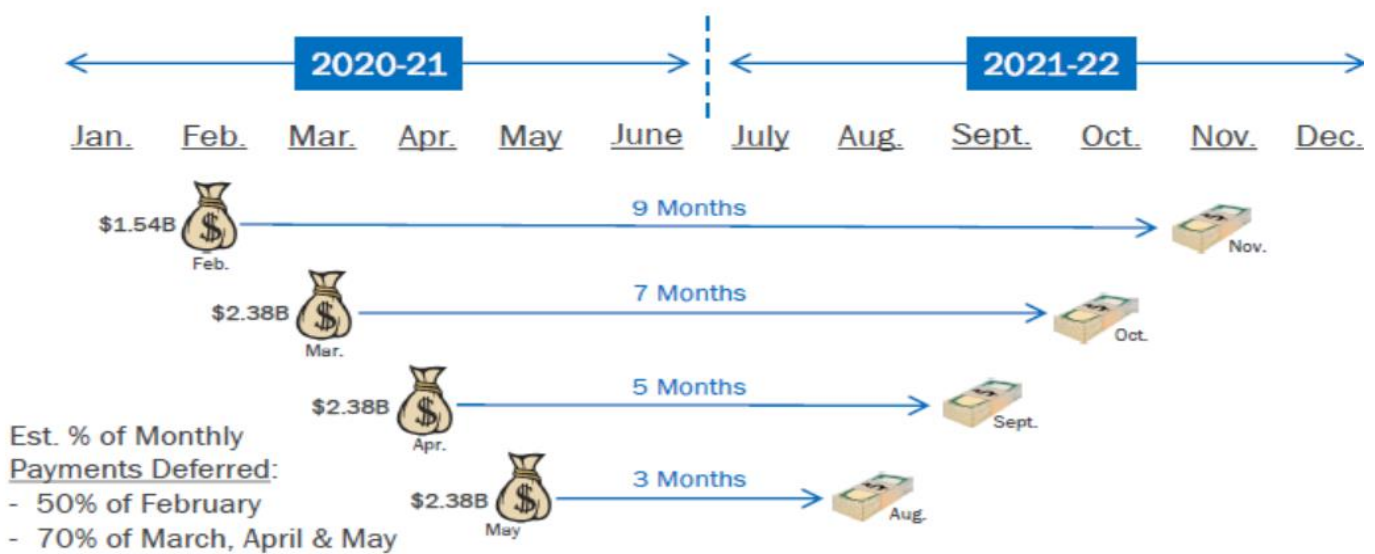 2020-21 2021-22
Jan. Feb. Mar. Apr. May June July Aug. Sept. Oct. Nov. Dec.
9 Months
$1.54B $
Feb. Nov.
7 Months
$2.38B $
Mar. Oct.
5 Months
$2.38B $
Apr. Sept.
3 Months
$2.38B $
May Aug.
Est. % of Monthly
Payments Deferred:
- 50% of February
- 70% of March, April & May